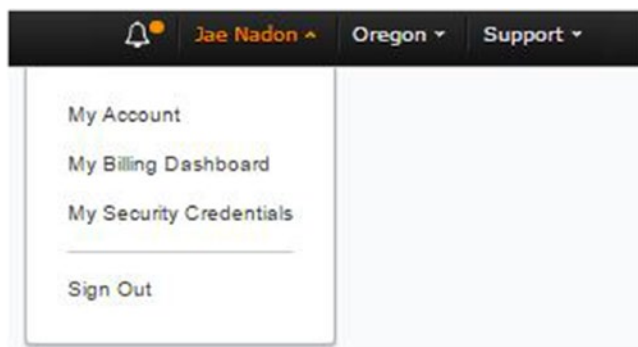 Jae Nadon Oregon Support
My Account
My Billing Dashboard
My Security Credentials
Sign Out